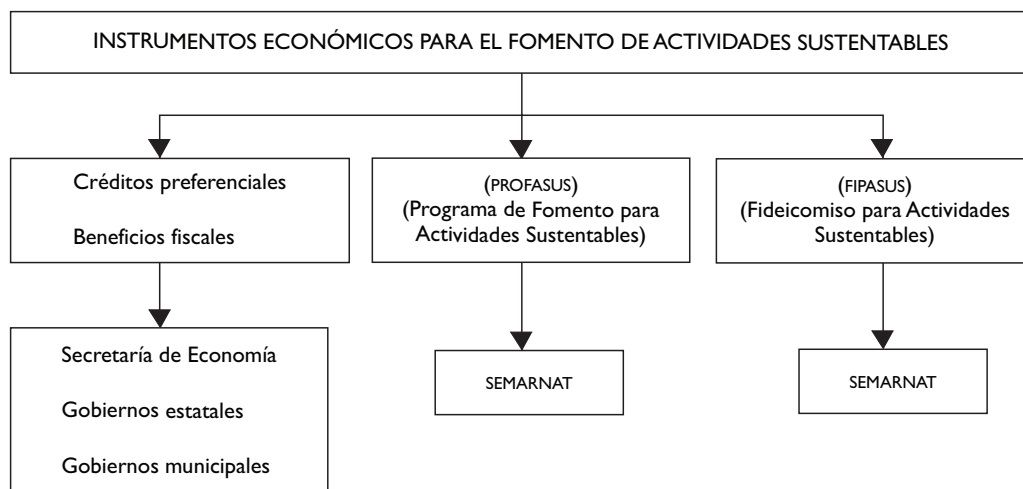 INSTRUMENTOS ECONÓMICOS PARA EL FOMENTO DE ACTIVIDADES SUSTENTABLES
Créditos preferenciales
Beneficios fiscales
(PROFASUS)
(Programa de Fomento para
Actividades Sustentables)
(FIPASUS)
(Fideicomiso para Actividades
Sustentables)
Secretaría de Economía
Gobiernos estatales
Gobiernos municipales
SEMARNAT
SEMARNAT